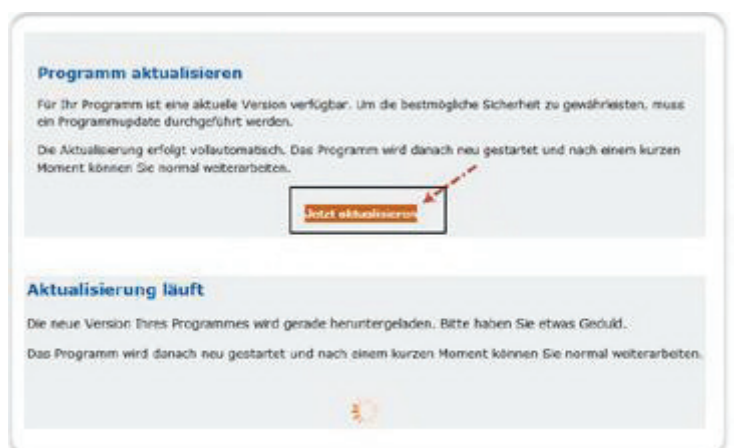 Programm aktualisieren
Für Ihr Programm ist eine aktuelle Version verfügbar. Um die bestmögliche Sicherheit zu gewährleisten, muss
ein Programmupdate durchgeführt werden.
Die Aktualisierung erfolgt vollautomatisch. Das Programm wird danach neu gestartet und nach einem kurzen
Moment können Sie normal weiterarbeiten.
Jetzt aktualisieren
Aktualisierung läuft
Die neue Version Ihres Programmes wird gerade heruntergeladen. Bitte haben Sie etwas Geduld.
Das Programm wird danach neu gestartet und nach einem kurzen Moment können Sie normal weiterarbeiten.